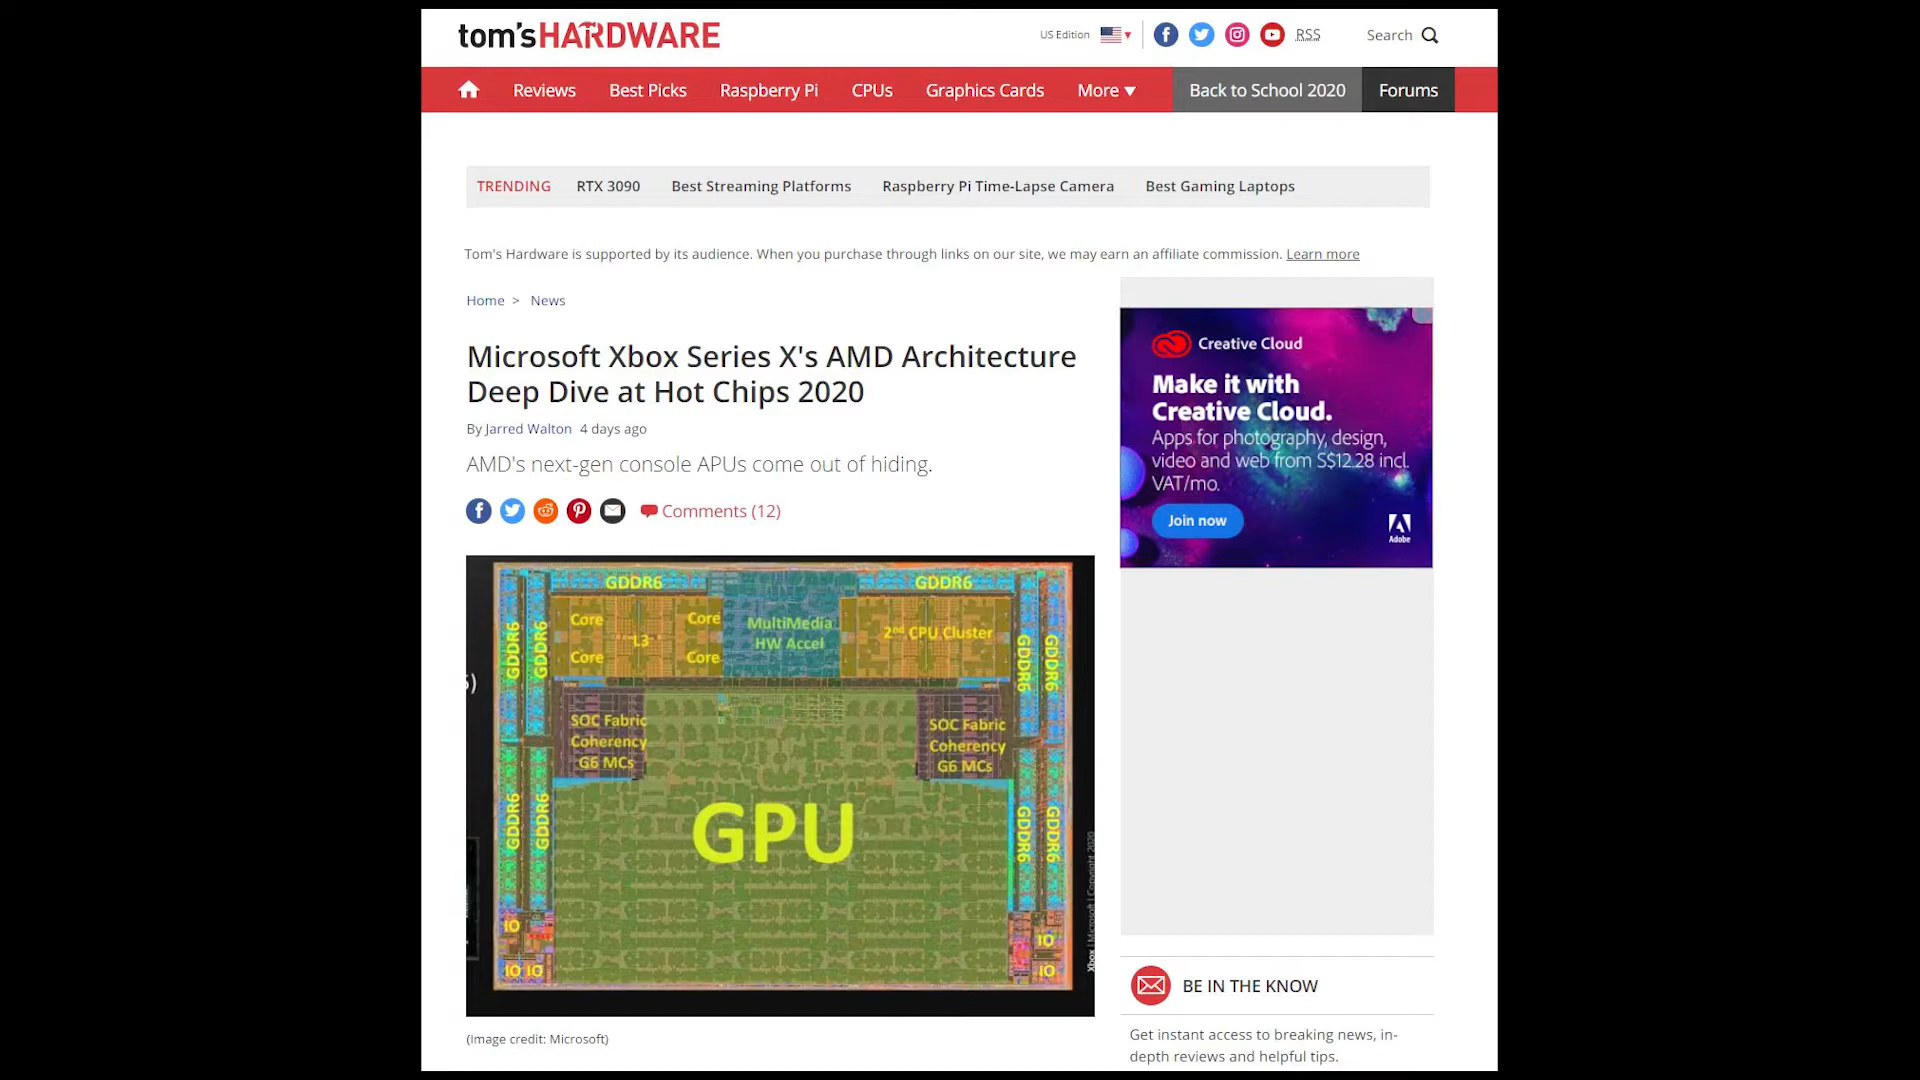 tom's HARDWARE
US Edition
RSS
Search
Reviews
Best Picks
Raspberry Pi
CPUs
Graphics Cards
More
Back to School 2020
Forums
TRENDING
RTX 3090
Best Streaming Platforms
Raspberry Pi Time-Lapse Camera
Best Gaming Laptops
Tom's Hardware is supported by its audience. When you purchase through links on our site, we may earn an affiliate commission. Learn more
Home > News
Microsoft Xbox Series X's AMD Architecture
Deep Dive at Hot Chips 2020
By Jarred Walton 4 days ago
AMD's next-gen console APUs come out of hiding.
Comments (12)
GDDR6
GDDR6
Core
Core
L3
Core
Core
MultiMedia
HW Accel
2nd CPU Cluster
GDDR6
GDDR6
GDDR6
GDDR6
SOC Fabric
Coherency
G6 MCs
SOC Fabric
Coherency
G6 MCs
GPU
GDDR6
GDDR6
GDDR6
GDDR6
IO
IO IO
IO
IO
Xbox | Microsoft | Copyright 2020
(Image credit: Microsoft)
Creative Cloud
Make it with
Creative Cloud.
Apps for photography, design,
video and web from S$12.28 incl.
VAT/mo.
Join now
Adobe
BE IN THE KNOW
Get instant access to breaking news, in-
depth reviews and helpful tips.